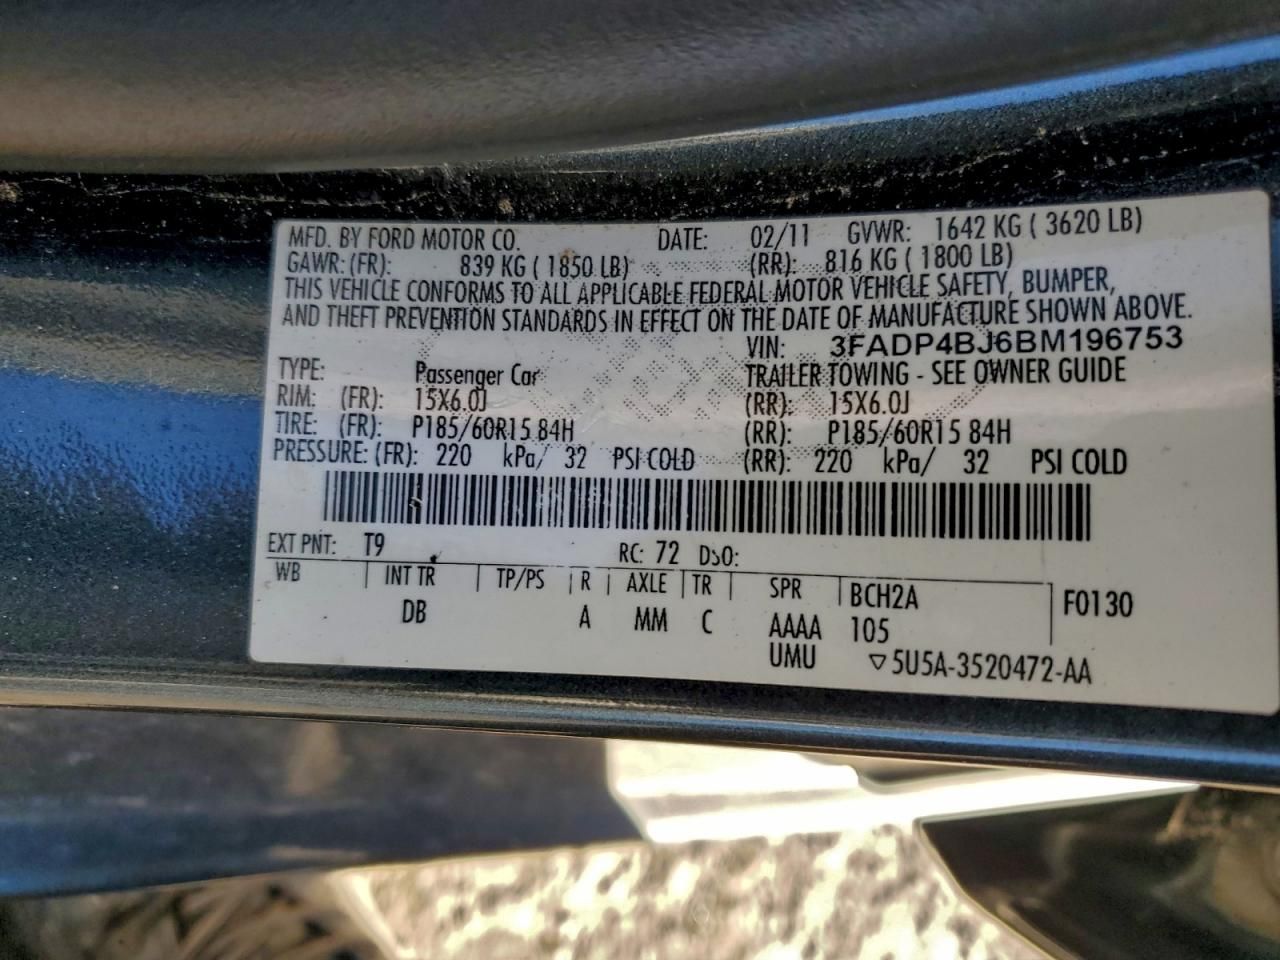 MFD. BY FORD MOTOR CO. DATE: 02/11 GVWR: 1642 KG ( 3620 LB)
GAWR: (FR): 839 KG ( 1850 LB) (RR): 816 KG ( 1800 LB)
THIS VEHICLE CONFORMS TO ALL APPLICABLE FEDERAL MOTOR VEHICLE SAFETY, BUMPER,
AND THEFT PREVENTION STANDARDS IN EFFECT ON THE DATE OF MANUFACTURE SHOWN ABOVE.
VIN: 3FADP4BJ6BM196753
TYPE: Passenger Car TRAILER TOWING - SEE OWNER GUIDE
RIM: (FR): 15X6.0J (RR): 15X6.0J
TIRE: (FR): P185/60R15 84H (RR): P185/60R15 84H
PRESSURE: (FR): 220 kPa/ 32 PSI COLD (RR): 220 kPa/ 32 PSI COLD
EXT PNT: T9 RC: 72 DSO:
WB INT TR TP/PS R AXLE TR SPR BCH2A F0130
DB A MM C AAAA 105
UMU ▽5U5A-3520472-AA